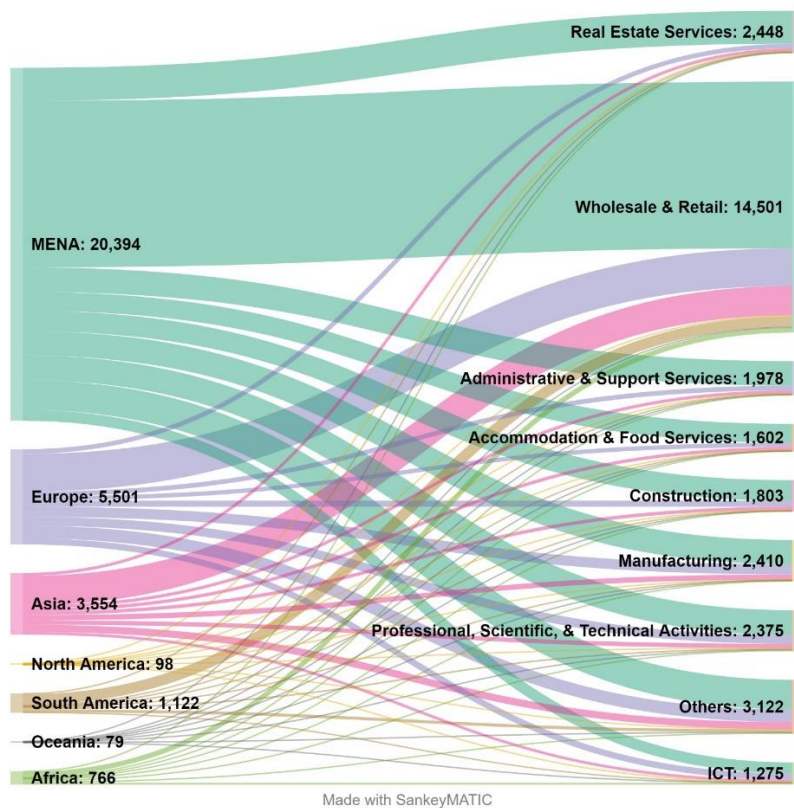 Real Estate Services: 2,448
Wholesale & Retail: 14,501
MENA: 20,394
Administrative & Support Services: 1,978
Accommodation & Food Services: 1,602
Europe: 5,501
Construction: 1,803
Manufacturing: 2,410
Asia: 3,554
Professional, Scientific, & Technical Activities: 2,375
North America: 98
South America: 1,122
Others: 3,122
Oceania: 79
ICT: 1,275
Africa: 766
Made with SankeyMATIC